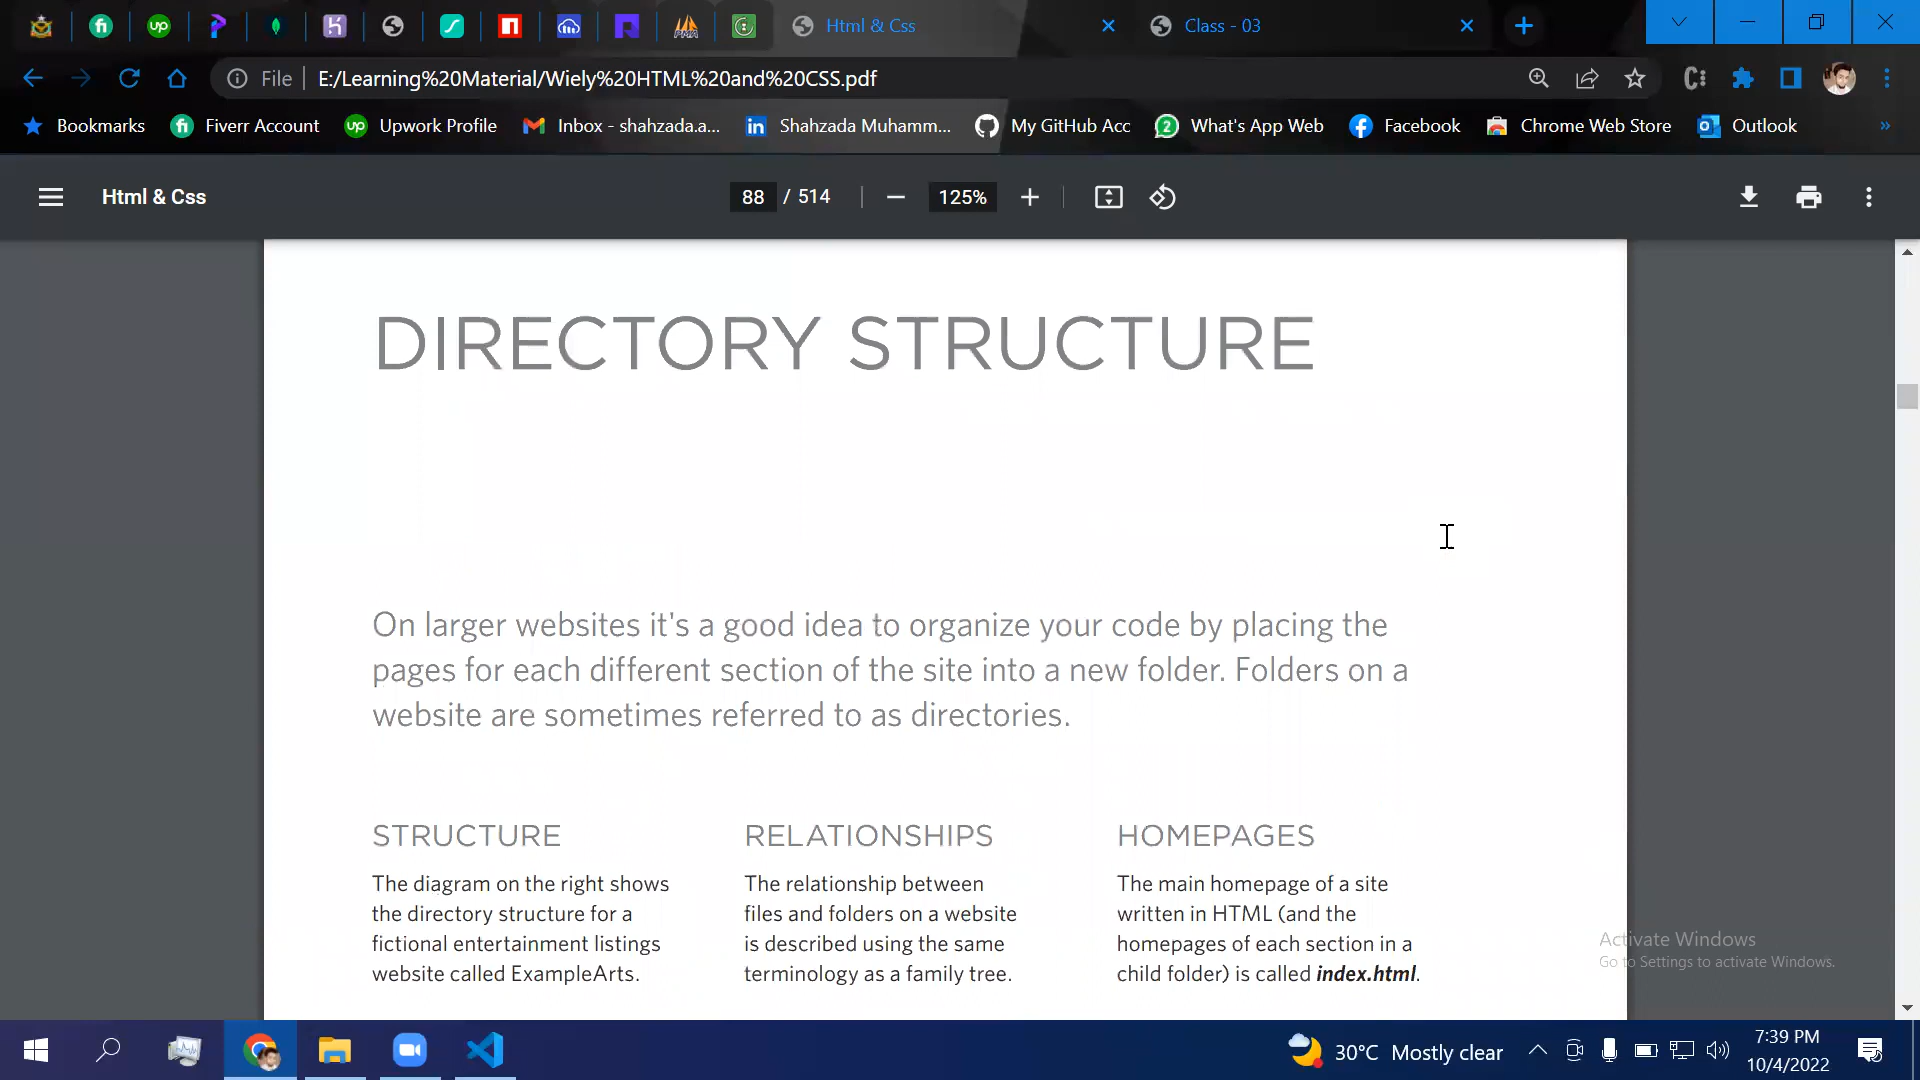 Html & Css
Class - 03
File
E:/Learning%20Material/Wiely%20HTML%20and%20CSS.pdf
Bookmarks
Fiverr Account
Upwork Profile
Inbox - shahzada.a...
Shahzada Muhamm...
My GitHub Acc
What's App Web
Facebook
Chrome Web Store
Outlook
»
Html & Css
88 / 514
125%
DIRECTORY STRUCTURE
On larger websites it's a good idea to organize your code by placing the
pages for each different section of the site into a new folder. Folders on a
website are sometimes referred to as directories.
STRUCTURE
The diagram on the right shows
the directory structure for a
fictional entertainment listings
website called ExampleArts.
RELATIONSHIPS
The relationship between
files and folders on a website
is described using the same
terminology as a family tree.
HOMEPAGES
The main homepage of a site
written in HTML (and the
homepages of each section in a
child folder) is called index.html.
Activate Windows
Go to Settings to activate Windows.
30°C Mostly clear
7:39 PM
10/4/2022